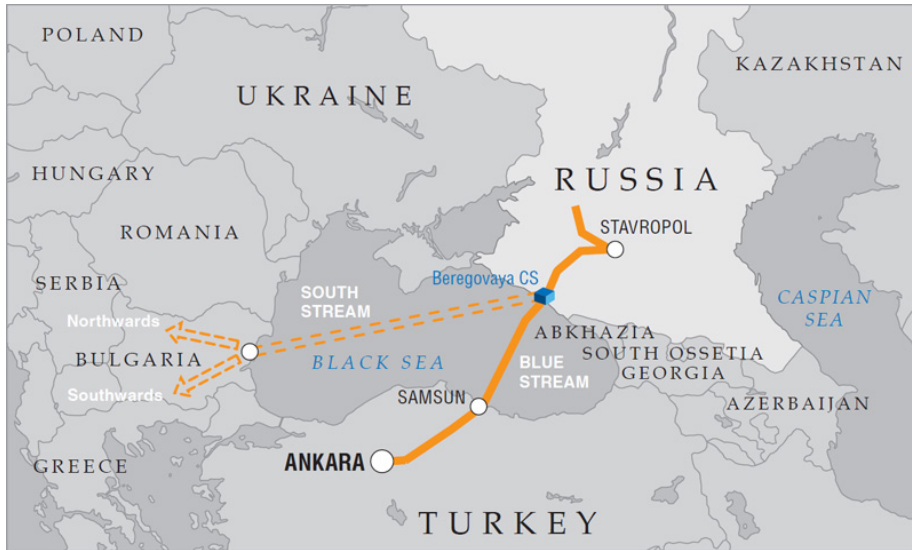 POLAND
UKRAINE
KAZAKHSTAN
HUNGARY
RUSSIA
ROMANIA
STAVROPOL
Beregovaya CS
SERBIA
SOUTH
STREAM
CASPIAN
SEA
Northwards
ABKHAZIA
BULGARIA
BLACK SEA
BLUE
STREAM
SOUTH OSSETIA
GEORGIA
Southwards
SAMSUN
AZERBAIJAN
GREECE
ANKARA
TURKEY